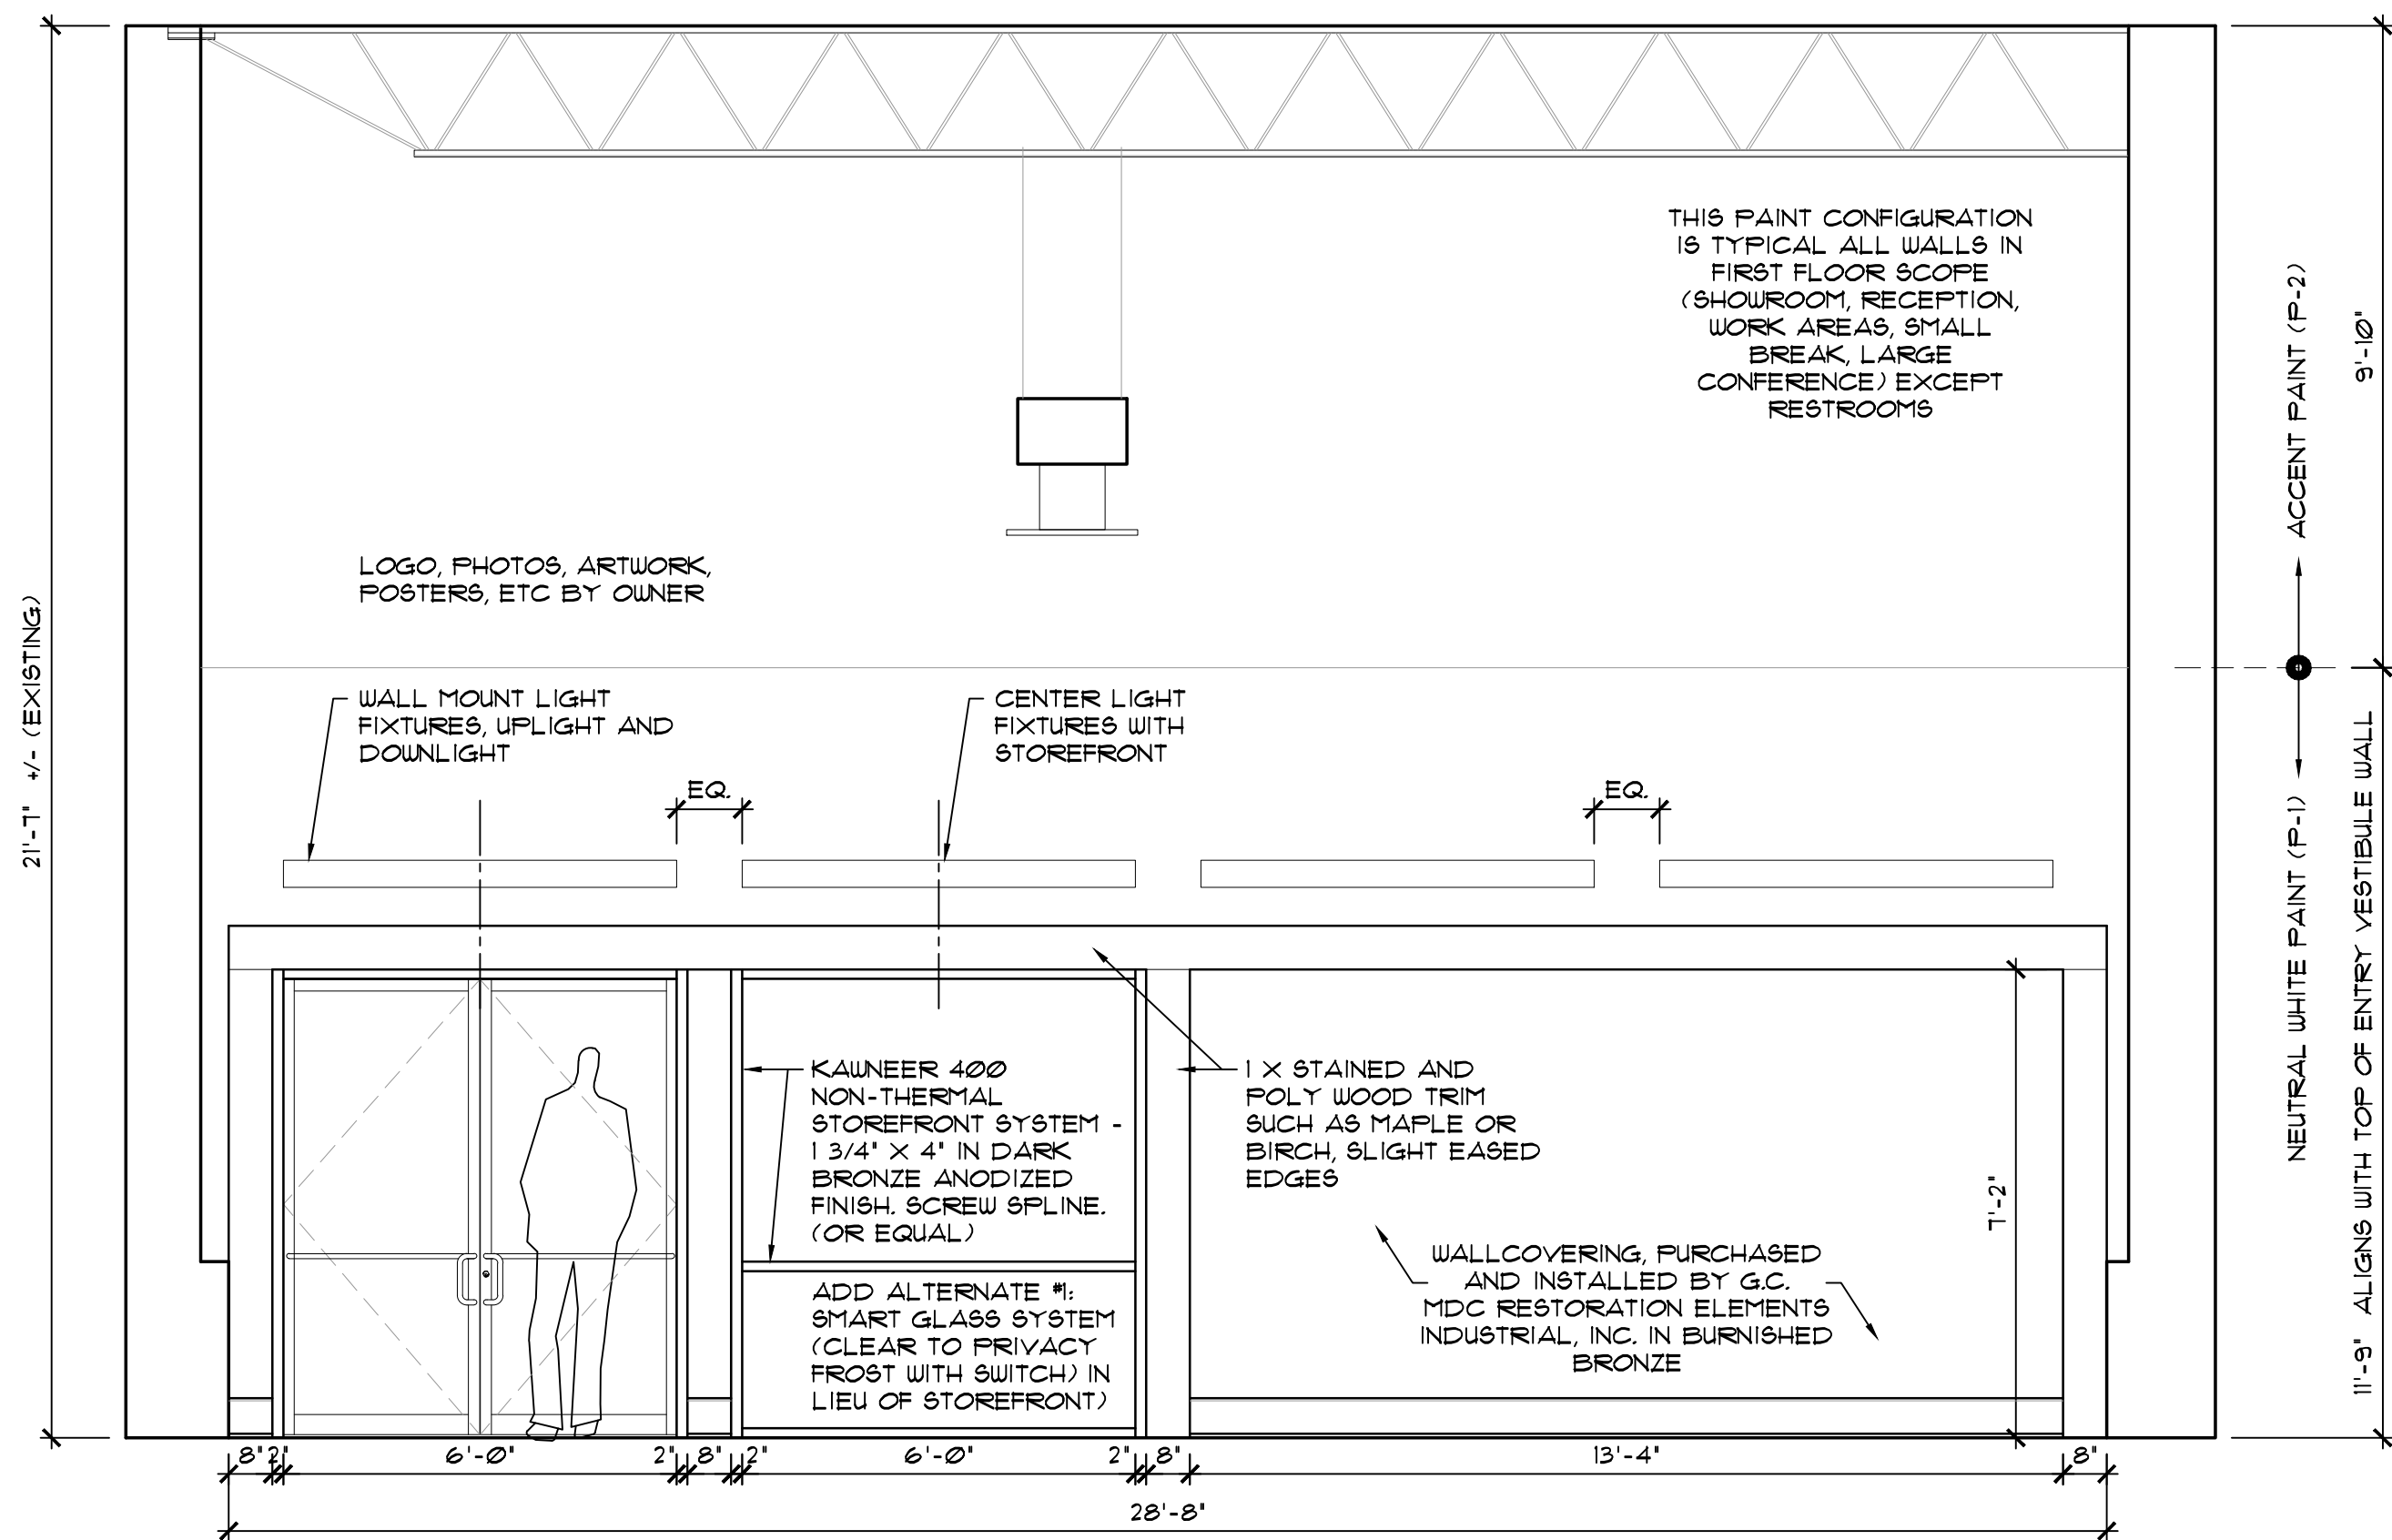 THIS PAINT CONFIGURATION
IS TYPICAL ALL WALLS IN
FIRST FLOOR SCOPE
(SHOWROOM, RECEPTION,
WORK AREAS, SMALL
BREAK, LARGE
CONFERENCE) EXCEPT
RESTROOMS
ACCENT PAINT (P-2)
9'-10"
LOGO, PHOTOS, ARTWORK,
POSTERS, ETC BY OWNER
21'-7" +/- (EXISTING)
WALL MOUNT LIGHT
FIXTURES, UPLIGHT AND
DOWNLIGHT
CENTER LIGHT
FIXTURES WITH
STOREFRONT
EQ.
EQ.
NEUTRAL WHITE PAINT (P-1)
11'-9" ALIGNS WITH TOP OF ENTRY VESTIBULE WALL
KAWNEER 400
NON-THERMAL
STOREFRONT SYSTEM -
1 3/4" X 4" IN DARK
BRONZE ANODIZED
FINISH. SCREW SPLINE.
(OR EQUAL)
1 X STAINED AND
POLY WOOD TRIM
SUCH AS MAPLE OR
BIRCH, SLIGHT EASED
EDGES
7'-2"
WALLCOVERING, PURCHASED
AND INSTALLED BY G.C.
MDC RESTORATION ELEMENTS
INDUSTRIAL, INC. IN BURNISHED
BRONZE
ADD ALTERNATE #1:
SMART GLASS SYSTEM
(CLEAR TO PRIVACY
FROST WITH SWITCH) IN
LIEU OF STOREFRONT)
8" 2" 6'-0" 2" 8" 2" 6'-0" 2" 8" 13'-4" 8"
28'-8"